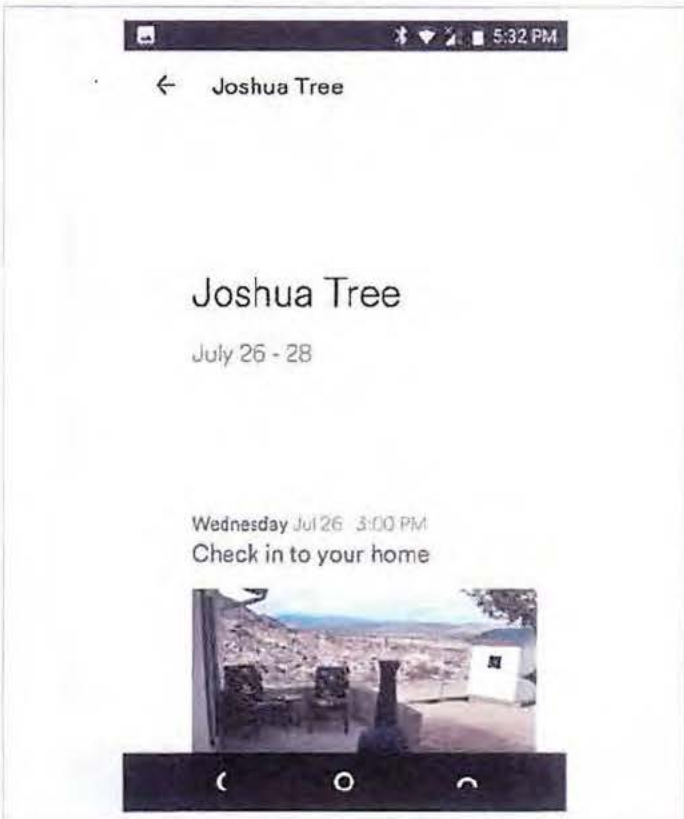 5:32 PM
Joshua Tree
Joshua Tree
July 26 - 28
Wednesday Jul 26 3:00 PM
Check in to your home